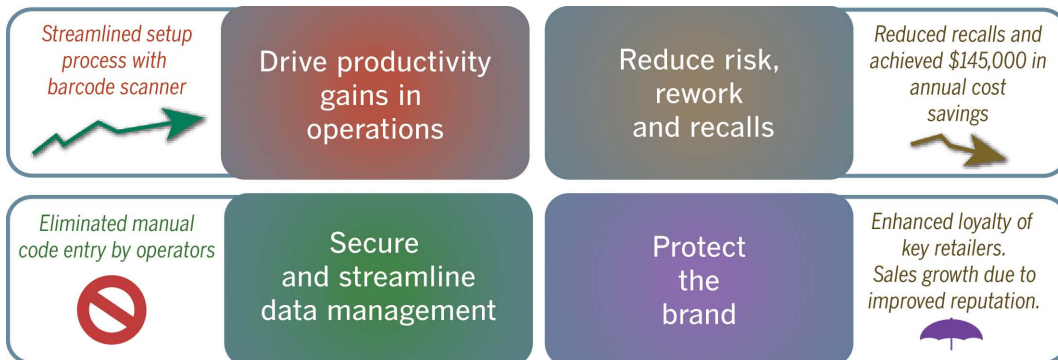 Streamlined setup
process with
barcode scanner
Drive productivity
gains in
operations
Reduce risk,
rework
and recalls
Reduced recalls and
achieved $145,000 in
annual cost
savings
Eliminated manual
code entry by operators
Secure
and streamline
data management
Protect
the
brand
Enhanced loyalty of
key retailers.
Sales growth due to
improved reputation.